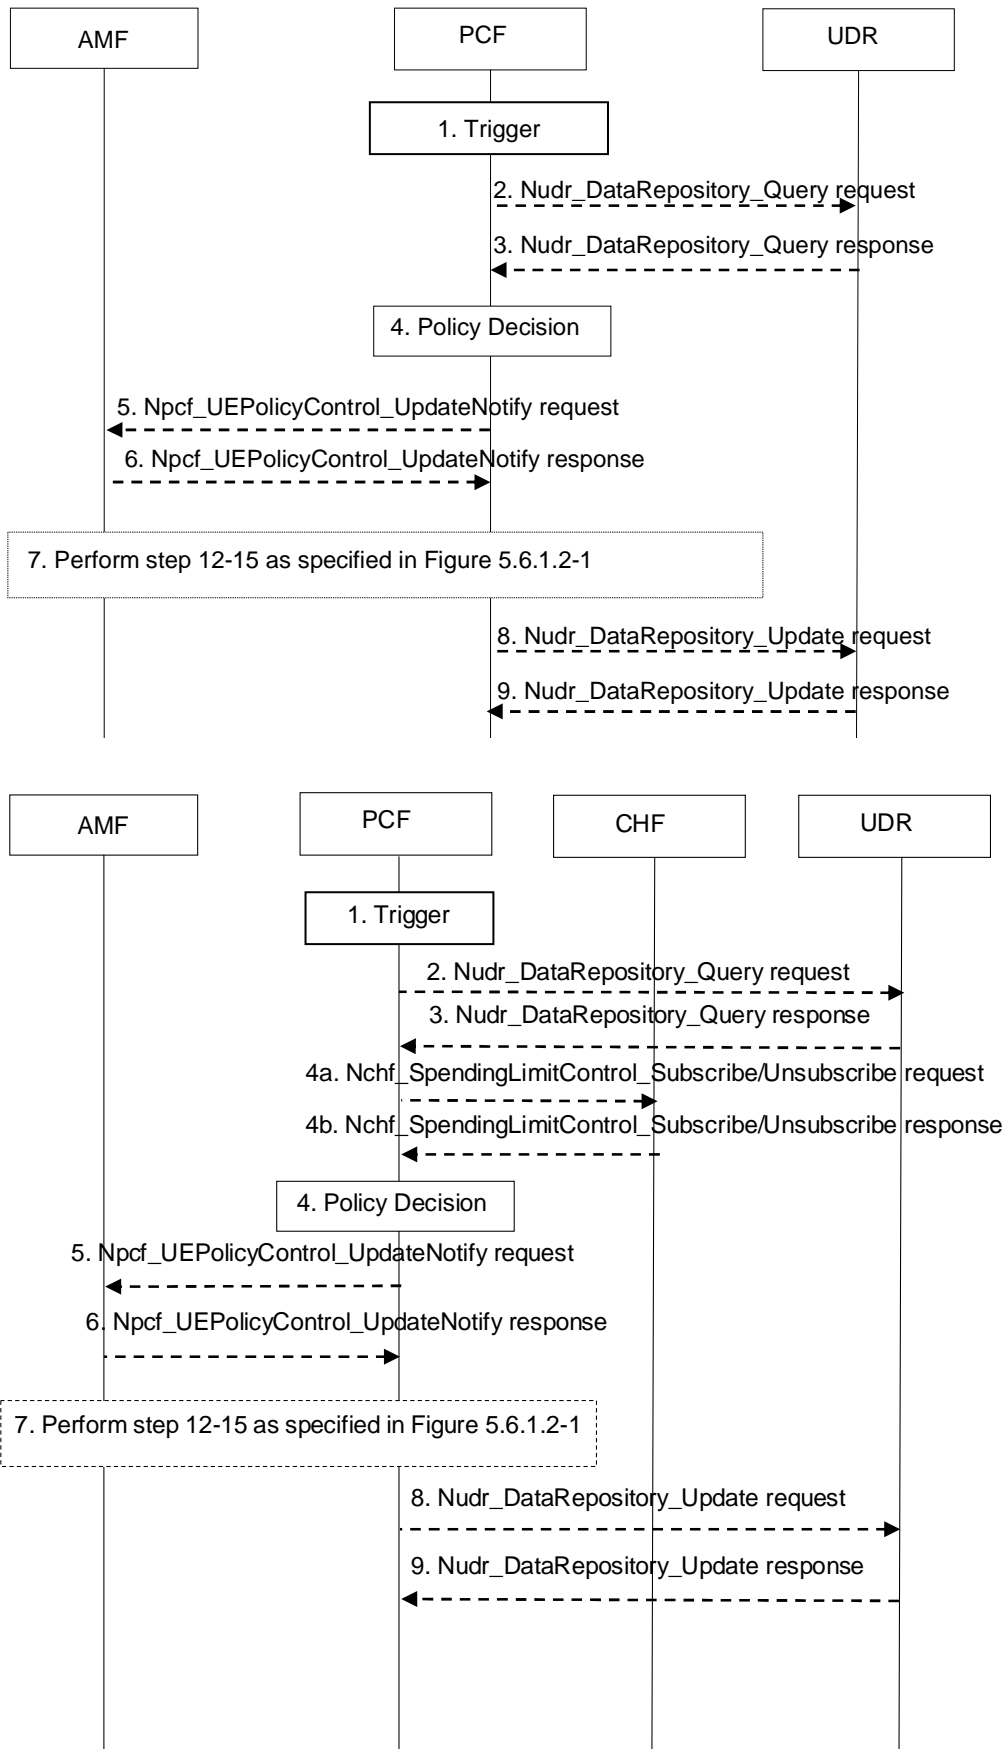 AMF
PCF
UDR
1. Trigger
2. Nudr_DataRepository_Query request
3. Nudr_DataRepository_Query response
4. Policy Decision
5. Npcf_UEPolicyControl_UpdateNotify request
6. Npcf_UEPolicyControl_UpdateNotify response
7. Perform step 12-15 as specified in Figure 5.6.1.2-1
8. Nudr_DataRepository_Update request
9. Nudr_DataRepository_Update response
AMF
PCF
CHF
UDR
1. Trigger
2. Nudr_DataRepository_Query request
3. Nudr_DataRepository_Query response
4a. Nchf_SpendingLimitControl_Subscribe/Unsubscribe request
4b. Nchf_SpendingLimitControl_Subscribe/Unsubscribe response
4. Policy Decision
5. Npcf_UEPolicyControl_UpdateNotify request
6. Npcf_UEPolicyControl_UpdateNotify response
7. Perform step 12-15 as specified in Figure 5.6.1.2-1
8. Nudr_DataRepository_Update request
9. Nudr_DataRepository_Update response